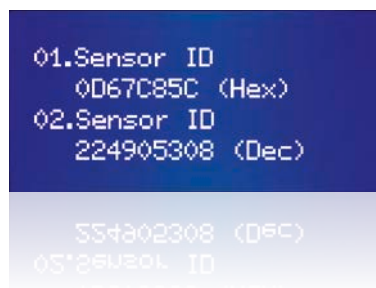 01.Sensor ID
0D67C85C (Hex)
02.Sensor ID
224905308 (Dec)